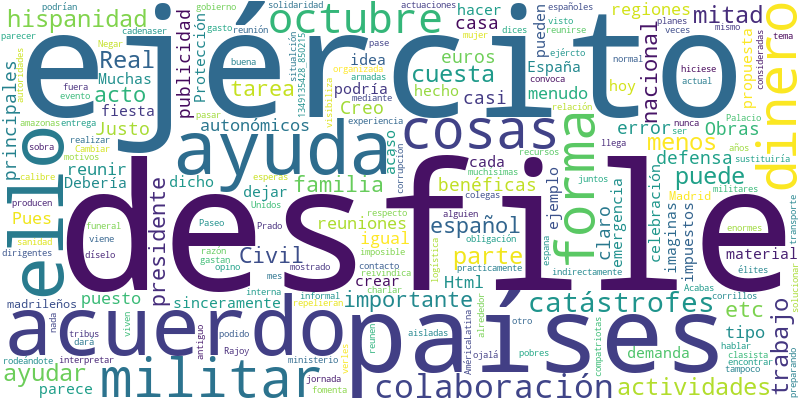 ejército
desfile
países
acuerdo
ayuda
dinero
militar
ello
forma
cosas
octubre
colaboración
hispanidad
mitad
regiones
hacer
casa
solidaridad
españoles
actuaciones
planes
veces
mismo
tema
podrían
gobierno
gasto
reunión
parecer
cadenaser
Negar
buena
visto
reunirse
ejército
pueden
dices
mujer
pase
idea
euros
cuesta
España
convoca
menudo
hecho
hoy
casi
podría
Creo
mediante
armadas
organizada
situación
1349135428_850215
visibiliza
publicidad
Protección
Real
Muchas
acto
fiesta
tarea
Justo
autonómicos
principales
autoridades
fuera
evento
amazonas
entrega
experiencia
pasar
realizar
Cambiar
motivos
sobra
reunir
Debería
dicho
dejar
familia
acaso
corrupción
cada
benéficas
muchísimas
recursos
ejemplo
relación
nunca
ser
error
menos
Obras
Palacio
años
nacional
propuesta
normal
hiciese
actual
consideradas
llega
defensa
puede
sustituiría
militares
juntos
emergencia
claro
celebración
imaginas
impuestos
Madrid
material
enormes
transporte
élites
solucionar
calibre
producen
Pues
sanidad
dirigentes
funeral
viene
díselo
esperas
Unidos
Paseo
Prado
presidente
Civil
razón
gastan
opino
mes
interna
reuniones
igual
imposible
respecto
contacto
reivindica
mostrado
charlar
crear
español
parte
alguien
colegas
obligación
espana
practicamente
indirectamente
Html
logística
importante
sinceramente
puesto
madrileños
nada
tribus
viven
dará
rodeándote
interpretar
ayudar
parece
antiguo
podido
Rajoy
informal
repelieran
ministerio
jornada
fomenta
varles
reunen
alrededor
aisladas
AméricaLatina
otro
ojalá
pobres
catástrofes
etc
tipo
demanda
compatriotas
actividades
Acabas
corrillos
hablar
clasista
encontrar
tampoco
trabajo
preparando